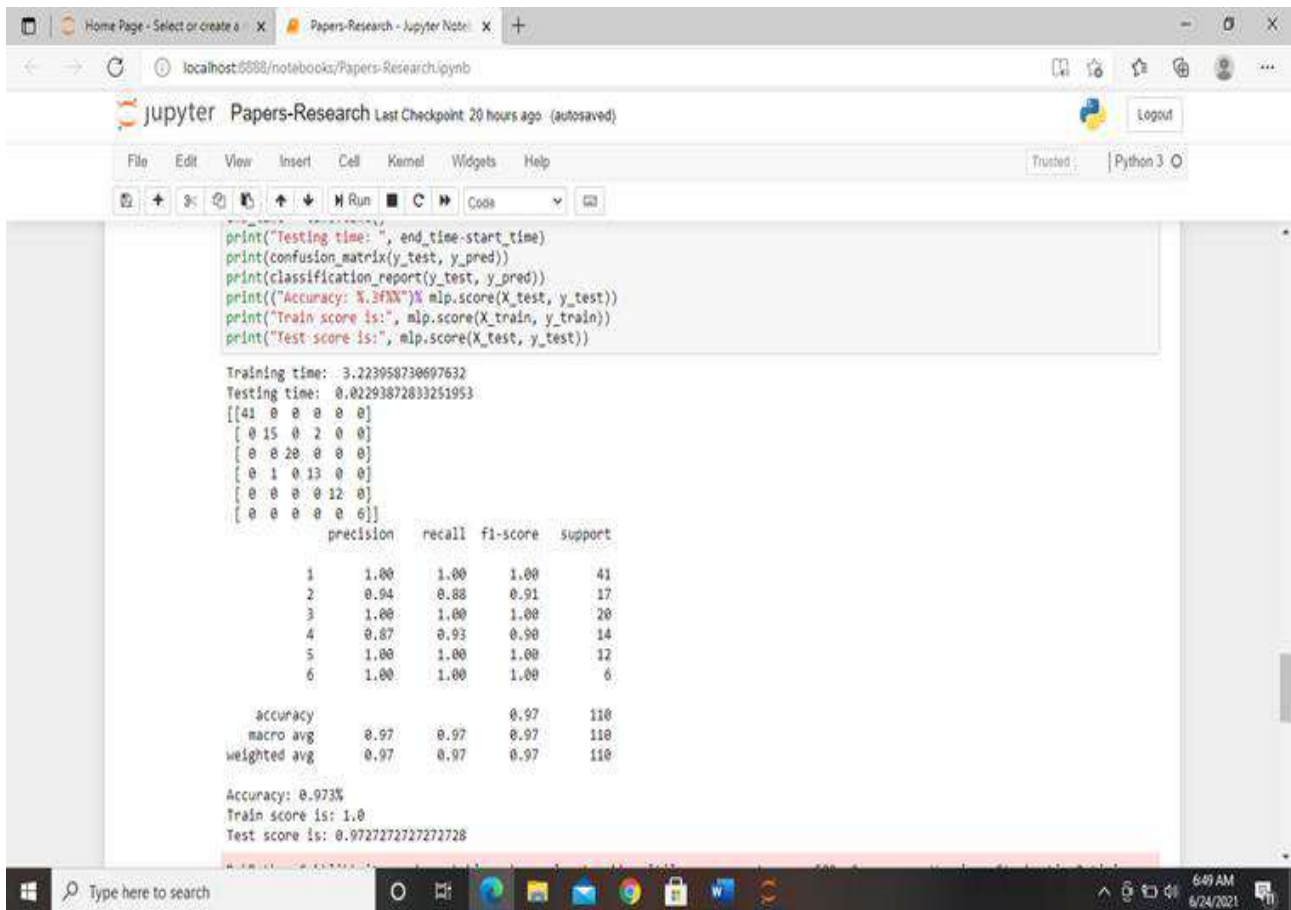 Home Page - Select or create a
Papers-Research - Jupyter Note
localhost:8888/notebooks/Papers-Research.ipynb
jupyter Papers-Research Last Checkpoint: 20 hours ago (autosaved)
Logout
File Edit View Insert Cell Kernel Widgets Help
Trusted Python 3
Run Code
print("Testing time: ", end_time-start_time)
print(confusion_matrix(y_test, y_pred))
print(classification_report(y_test, y_pred))
print(("Accuracy: %.3f%%")% mlp.score(X_test, y_test))
print("Train score is:", mlp.score(X_train, y_train))
print("Test score is:", mlp.score(X_test, y_test))
Training time: 3.223958730697632
Testing time: 0.02293872833251953
[[41 0 0 0 0 0]
[ 0 15 0 2 0 0]
[ 0 0 20 0 0 0]
[ 0 1 0 13 0 0]
[ 0 0 0 0 12 0]
[ 0 0 0 0 0 6]]
precision recall f1-score support
1 1.00 1.00 1.00 41
2 0.94 0.88 0.91 17
3 1.00 1.00 1.00 20
4 0.87 0.93 0.90 14
5 1.00 1.00 1.00 12
6 1.00 1.00 1.00 6
accuracy 0.97 110
macro avg 0.97 0.97 0.97 110
weighted avg 0.97 0.97 0.97 110
Accuracy: 0.973%
Train score is: 1.0
Test score is: 0.9727272727272728
Type here to search
6:49 AM
6/24/2021